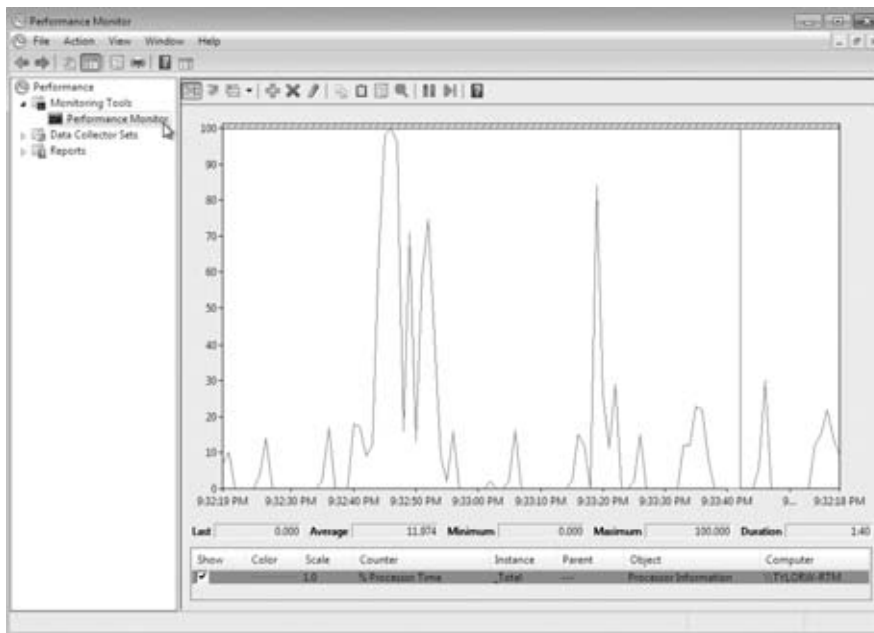 Performance Monitor
File Action View Window Help
Performance
Monitoring Tools
Performance Monitor
Data Collector Sets
Reports
100
90
80
70
60
50
40
30
20
10
0
9:32:19 PM 9:32:30 PM 9:32:40 PM 9:32:50 PM 9:33:00 PM 9:33:10 PM 9:33:20 PM 9:33:30 PM 9:33:40 PM 9... 9:32:18 PM
Last 0.000 Average 11.974 Minimum 0.000 Maximum 100.000 Duration 1:40
Show Color Scale Counter Instance Parent Object Computer
1.0 % Processor Time _Total --- Processor Information \\TYLORW-RTM